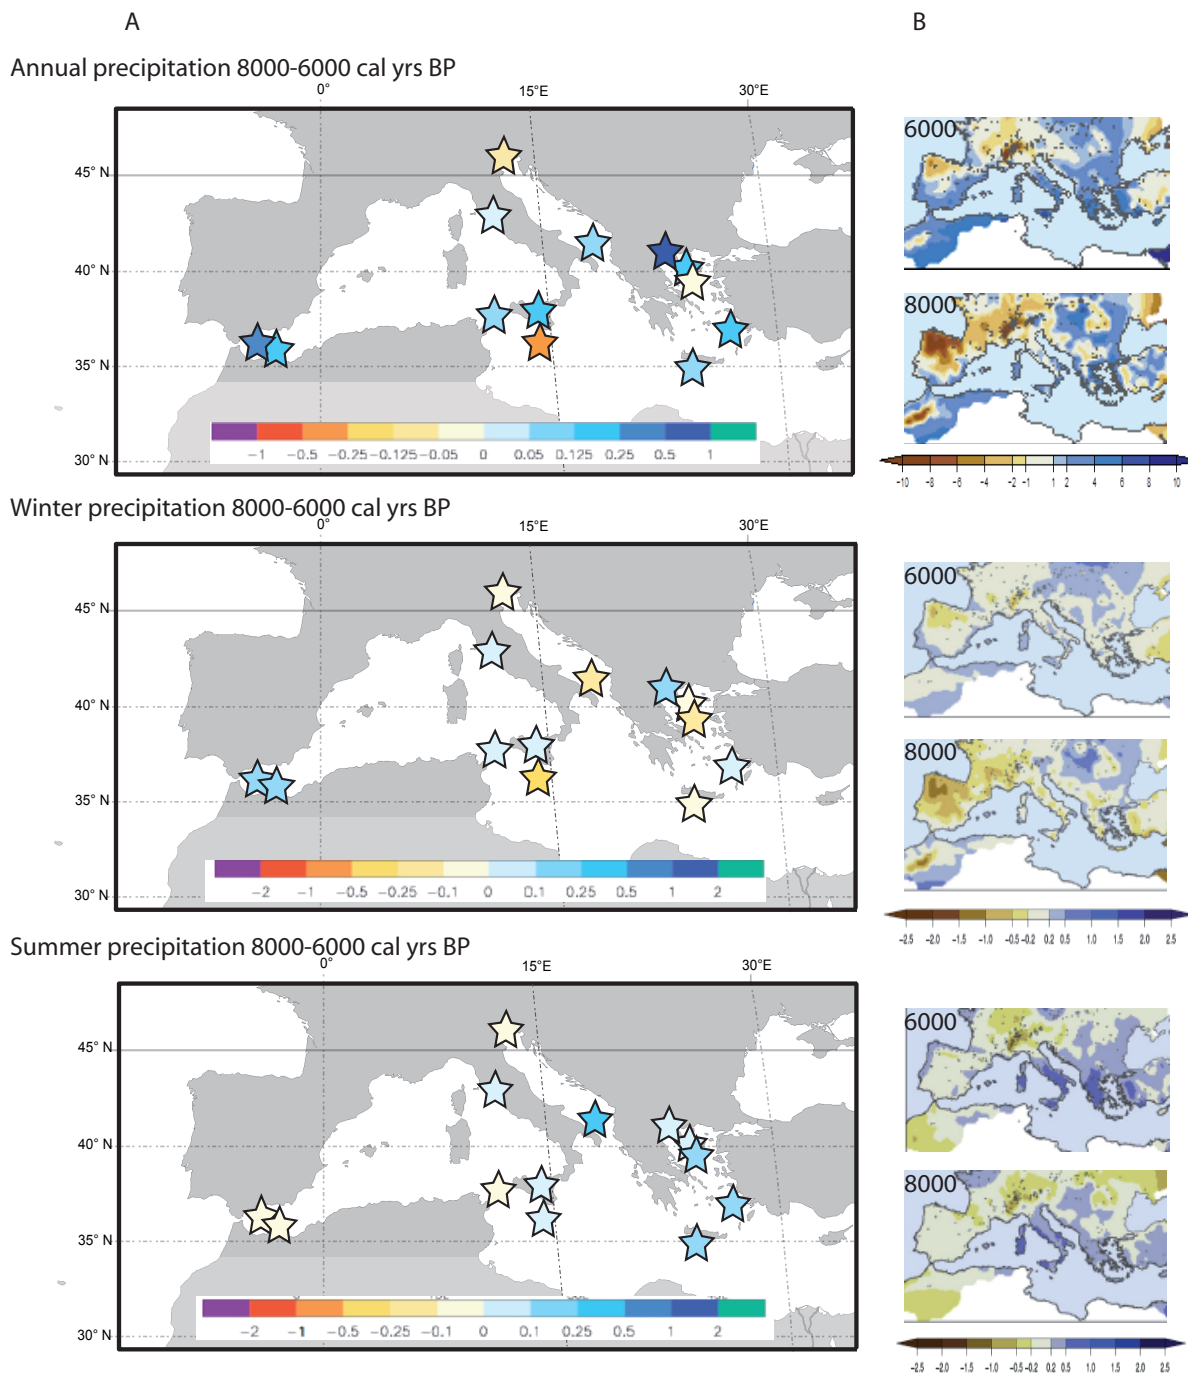 A
B
Annual precipitation 8000-6000 cal yrs BP
0°
15°E
30°E
45° N
40° N
35° N
30° N
-1 -0.5 -0.25 -0.125 -0.05 0 0.05 0.125 0.25 0.5 1
6000
8000
-10 -8 -6 -4 -2 -1 1 2 4 6 8 10
Winter precipitation 8000-6000 cal yrs BP
0°
15°E
30°E
45° N
40° N
35° N
30° N
-2 -1 -0.5 -0.25 -0.1 0 0.1 0.25 0.5 1 2
6000
8000
-2.5 -2.0 -1.5 -1.0 -0.5 -0.2 0.2 0.5 1.0 1.5 2.0 2.5
Summer precipitation 8000-6000 cal yrs BP
0°
15°E
30°E
45° N
40° N
35° N
30° N
-2 -1 -0.5 -0.25 -0.1 0 0.1 0.25 0.5 1 2
6000
8000
-2.5 -2.0 -1.5 -1.0 -0.5 -0.2 0.2 0.5 1.0 1.5 2.0 2.5